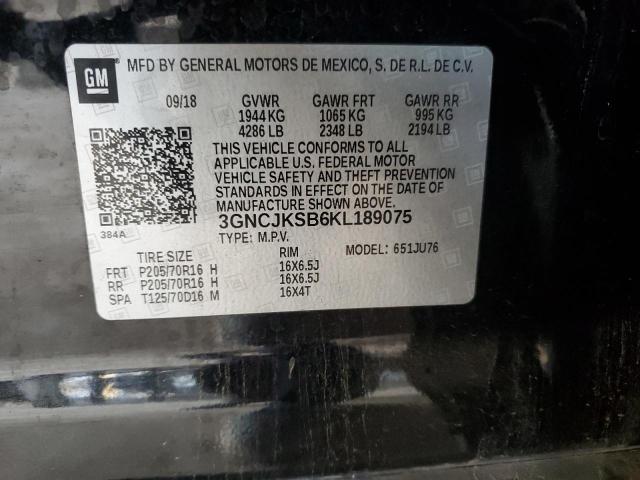 GM
MFD BY GENERAL MOTORS DE MEXICO, S. DE R.L. DE C.V.
09/18 GVWR GAWR FRT GAWR RR
1944 KG 1065 KG 995 KG
4286 LB 2348 LB 2194 LB
THIS VEHICLE CONFORMS TO ALL
APPLICABLE U.S. FEDERAL MOTOR
VEHICLE SAFETY AND THEFT PREVENTION
STANDARDS IN EFFECT ON THE DATE OF
MANUFACTURE SHOWN ABOVE.
3GNCJKSB6KL189075
384A
TYPE: M.P.V.
TIRE SIZE RIM MODEL: 651JU76
FRT P205/70R16 H 16X6.5J
RR P205/70R16 H 16X6.5J
SPA T125/70D16 M 16X4T